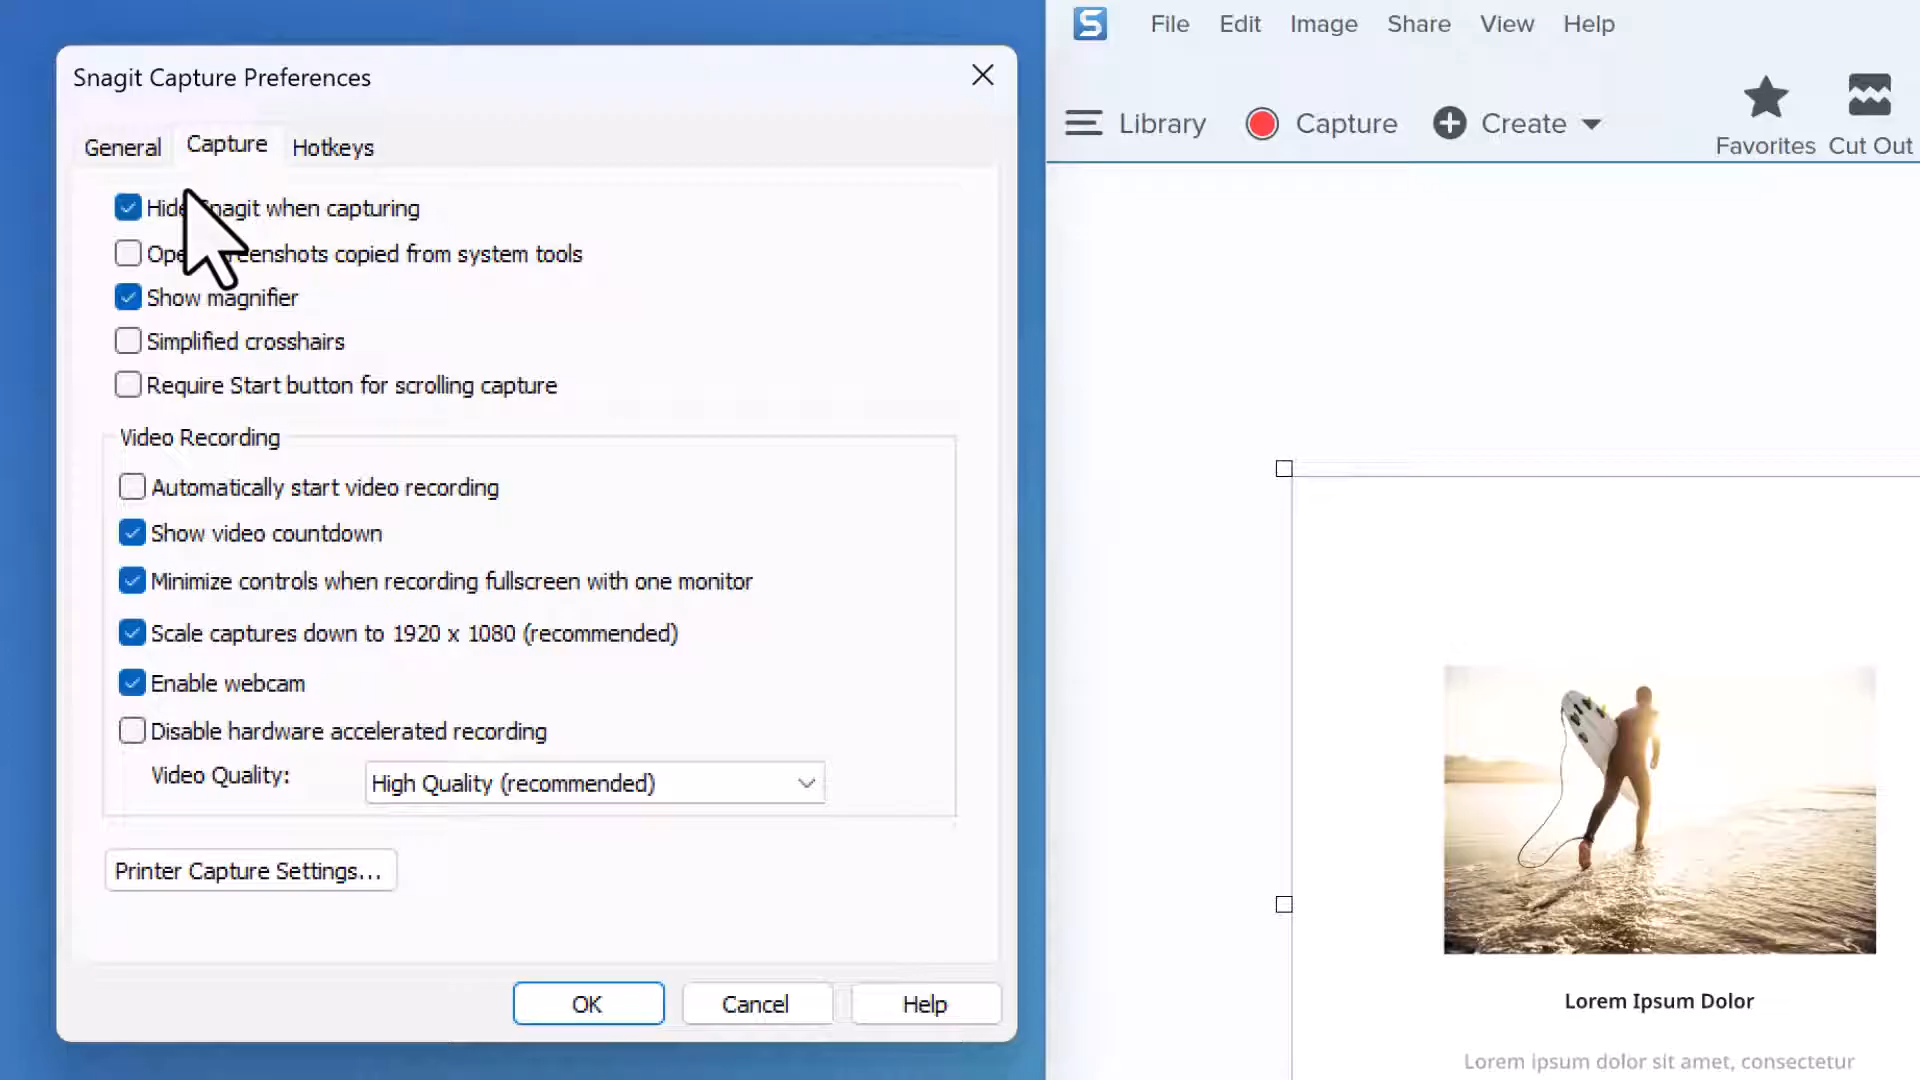 Snagit Capture Preferences
General
Capture
Hotkeys
Hide Snagit when capturing
Open screenshots copied from system tools
Show magnifier
Simplified crosshairs
Require Start button for scrolling capture
Video Recording
Automatically start video recording
Show video countdown
Minimize controls when recording fullscreen with one monitor
Scale captures down to 1920 x 1080 (recommended)
Enable webcam
Disable hardware accelerated recording
Video Quality:
High Quality (recommended)
Printer Capture Settings...
OK
Cancel
Help
S
File
Edit
Image
Share
View
Help
Library
Capture
Create
Favorites
Cut Out
Lorem Ipsum Dolor
Lorem ipsum dolor sit amet, consectetur